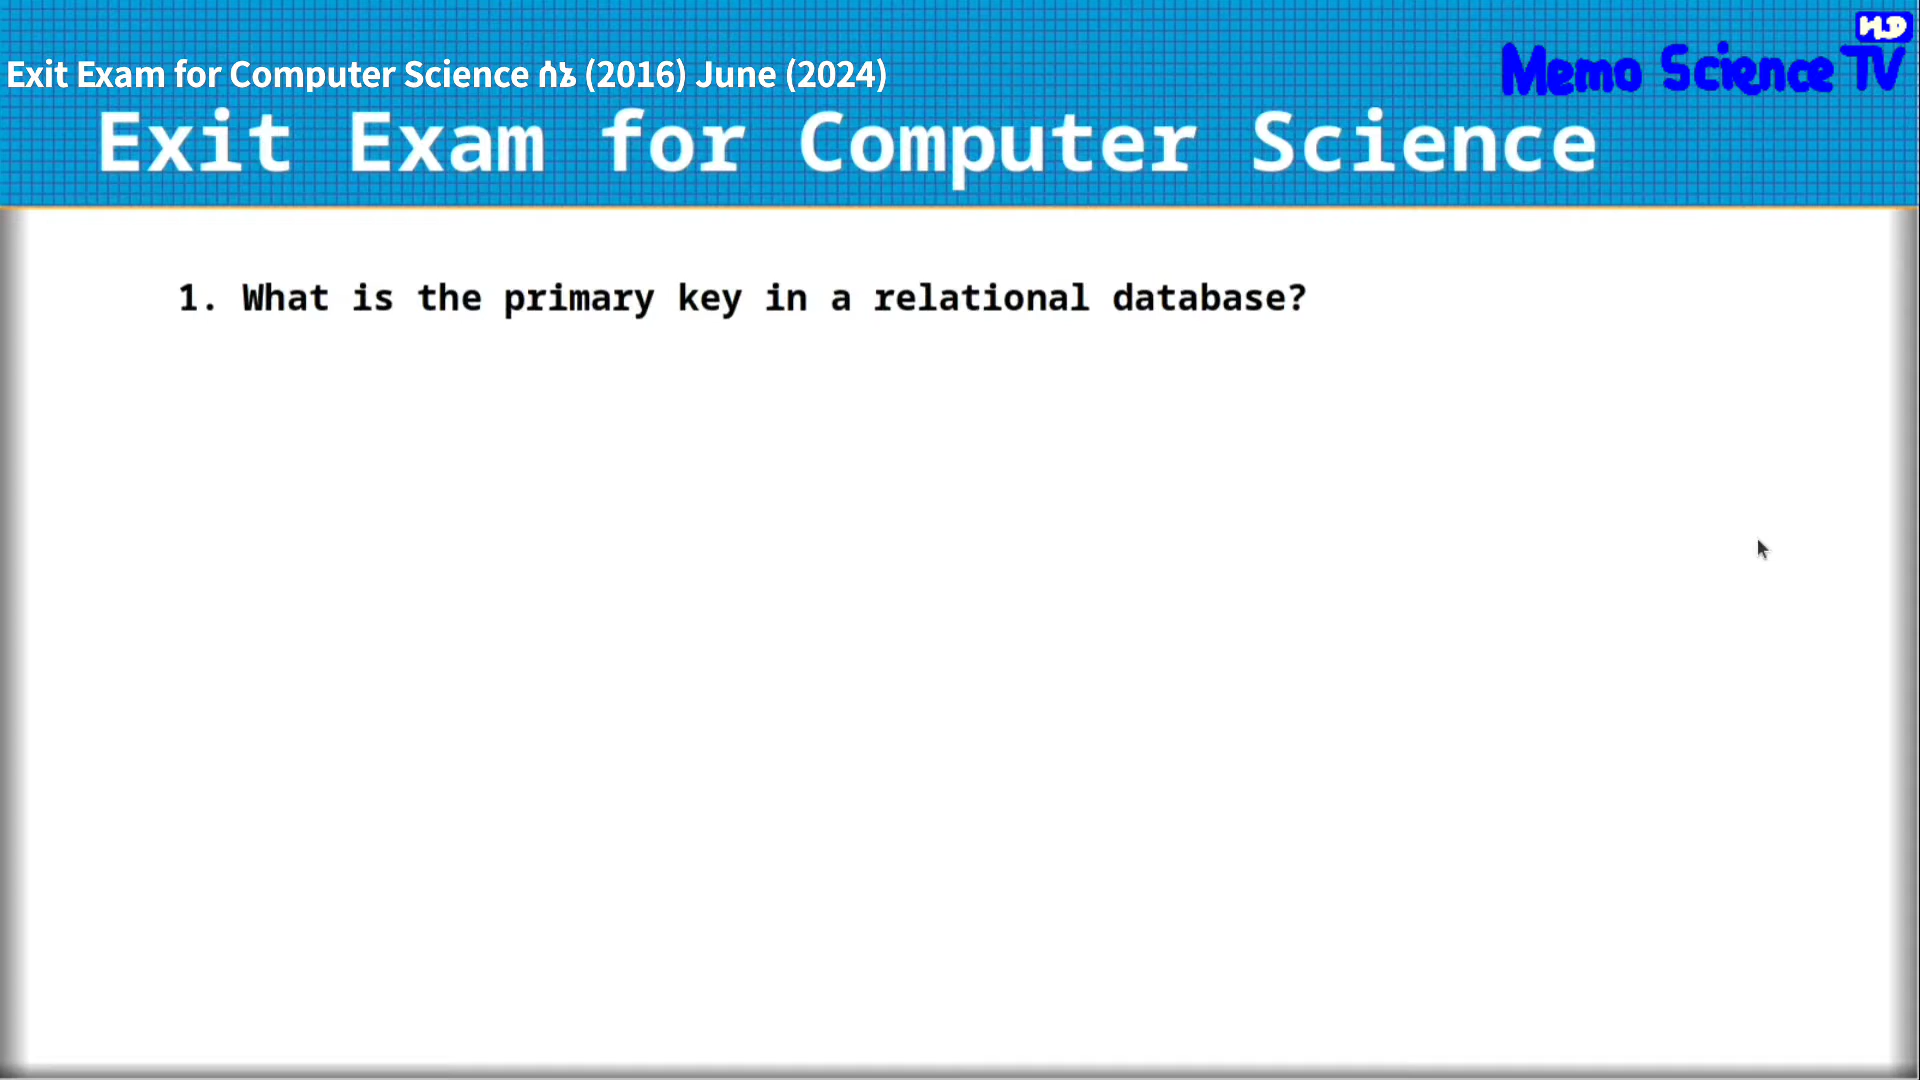 HD
Memo Science TV
Exit Exam for Computer Science ሰኔ (2016) June (2024)
Exit Exam for Computer Science
1. What is the primary key in a relational database?